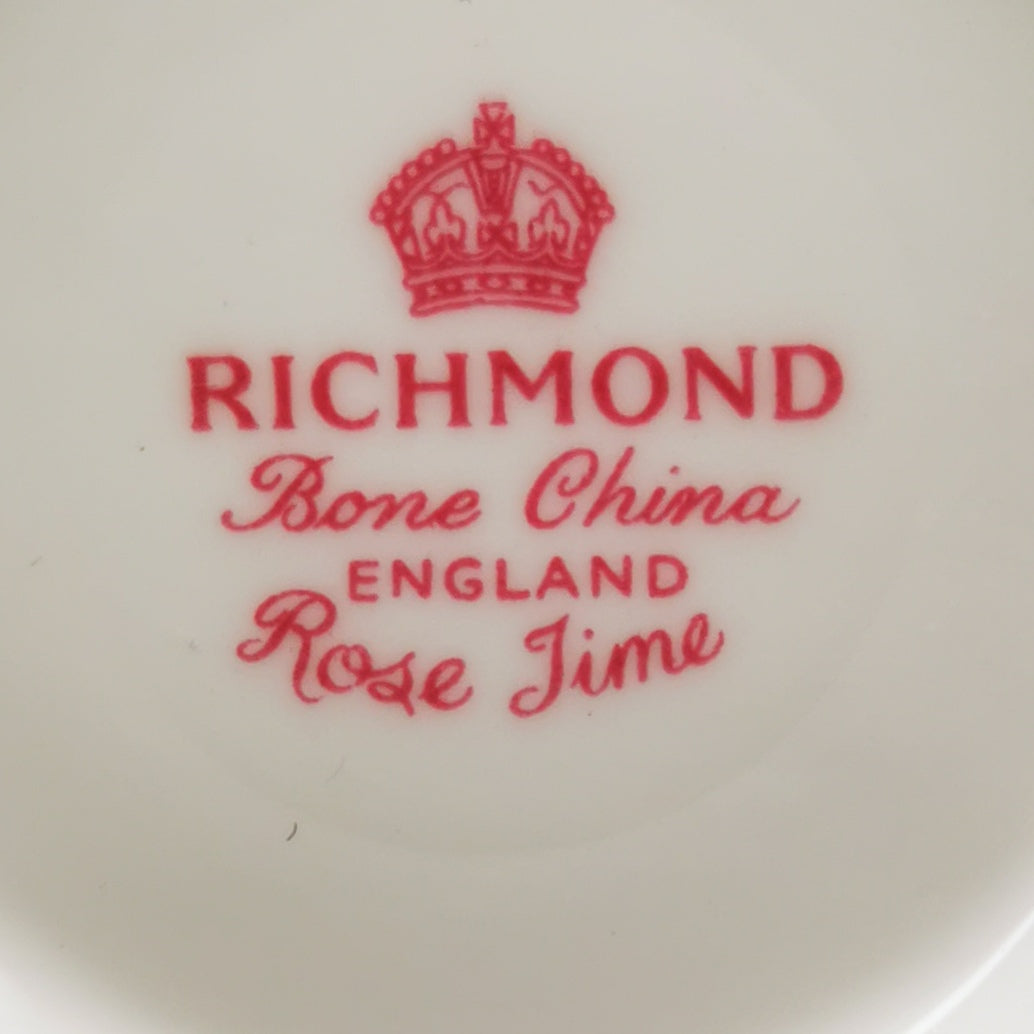 RICHMOND
Bone China
ENGLAND
Rose Time